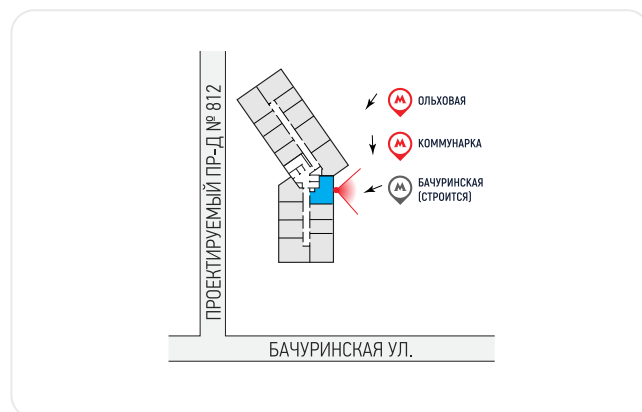 ПРОЕКТИРУЕМЫЙ ПР-Д № 812
М ОЛЬХОВАЯ
М КОММУНАРКА
М БАЧУРИНСКАЯ
(СТРОИТСЯ)
БАЧУРИНСКАЯ УЛ.